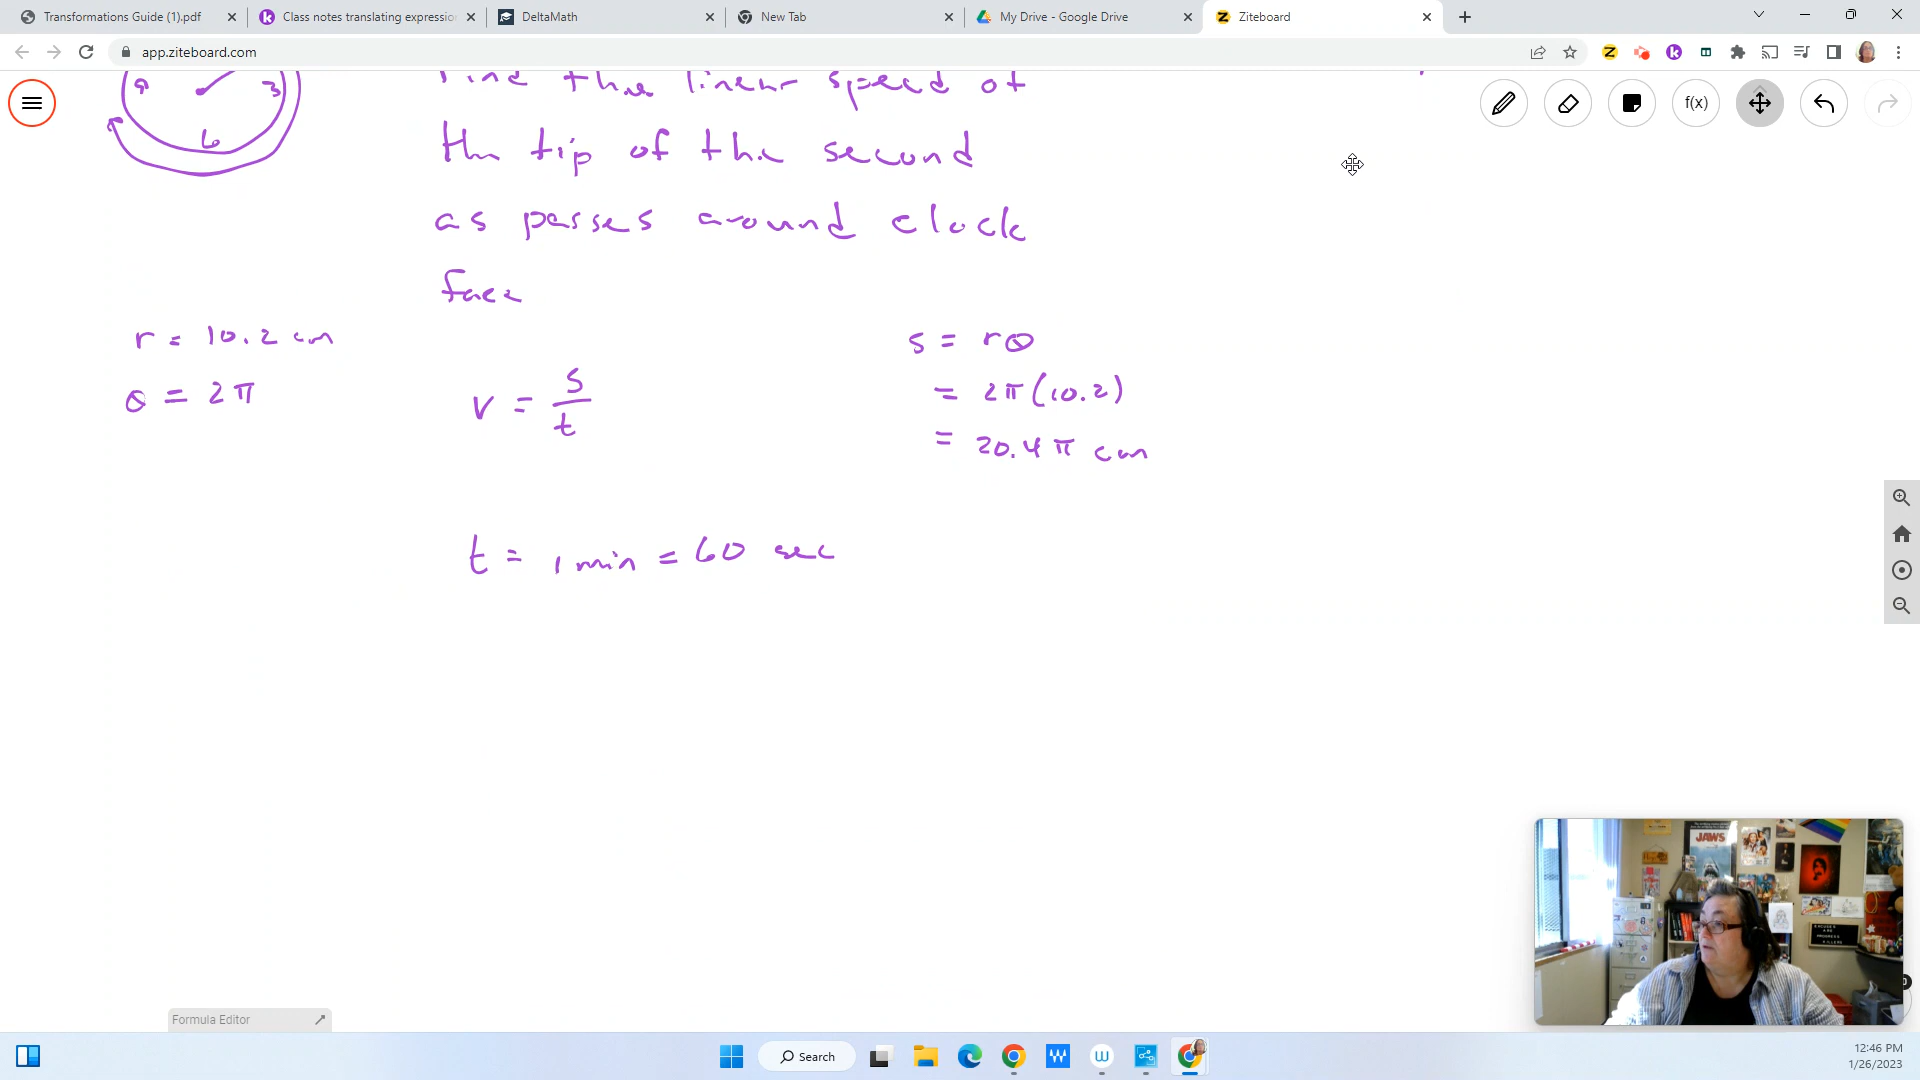 Transformations Guide (1).pdf
Class notes translating expressio
DeltaMath
New Tab
My Drive - Google Drive
Ziteboard
app.ziteboard.com
f(x)
9 3
6
find the linear speed of
the tip of the second
as passes around clock
face
r = 10.2 cm
θ = 2π
v = s/t
s = rθ
= 2π(10.2)
= 20.4π cm
t = 1 min = 60 sec
JAWS
Formula Editor
Search
12:46 PM
1/26/2023